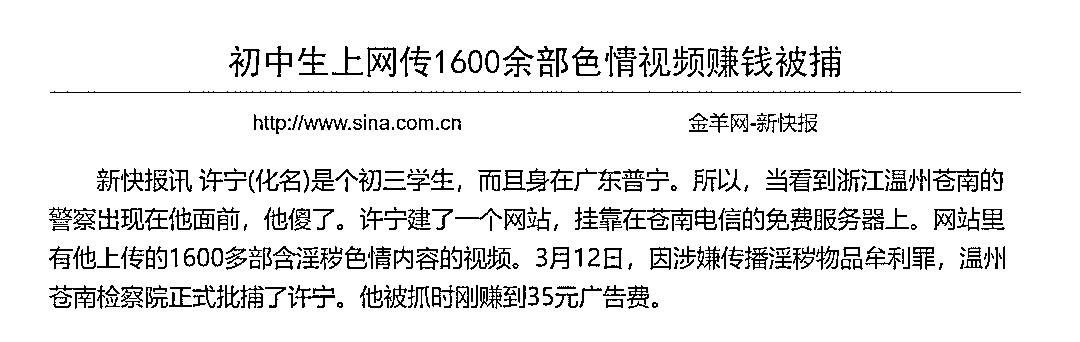 初中生上网传1600余部色情视频赚钱被捕
http://www.sina.com.cn 金羊网-新快报
新快报讯 许宁(化名)是个初三学生，而且身在广东普宁。所以，当看到浙江温州苍南的
警察出现在他面前，他傻了。许宁建了一个网站，挂靠在苍南电信的免费服务器上。网站里
有他上传的1600多部含淫秽色情内容的视频。3月12日，因涉嫌传播淫秽物品牟利罪，温州
苍南检察院正式批捕了许宁。他被抓时刚赚到35元广告费。